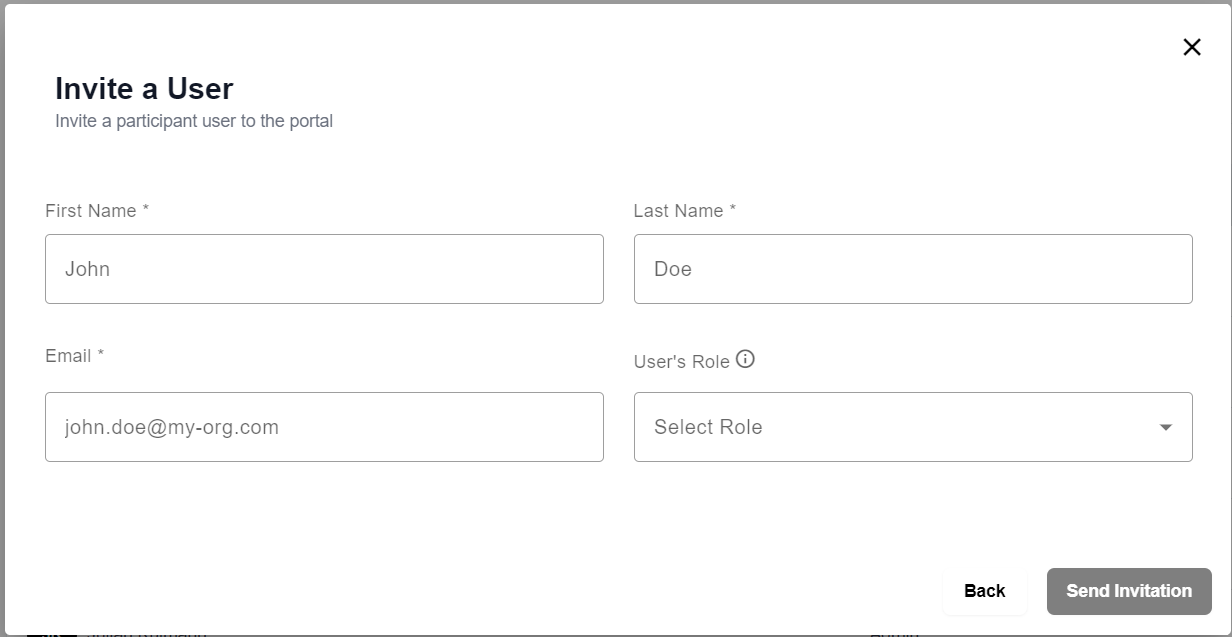 Invite a User
Invite a participant user to the portal
First Name *
Last Name *
John
Doe
Email *
User's Role
john.doe@my-org.com
Select Role
Back
Send Invitation